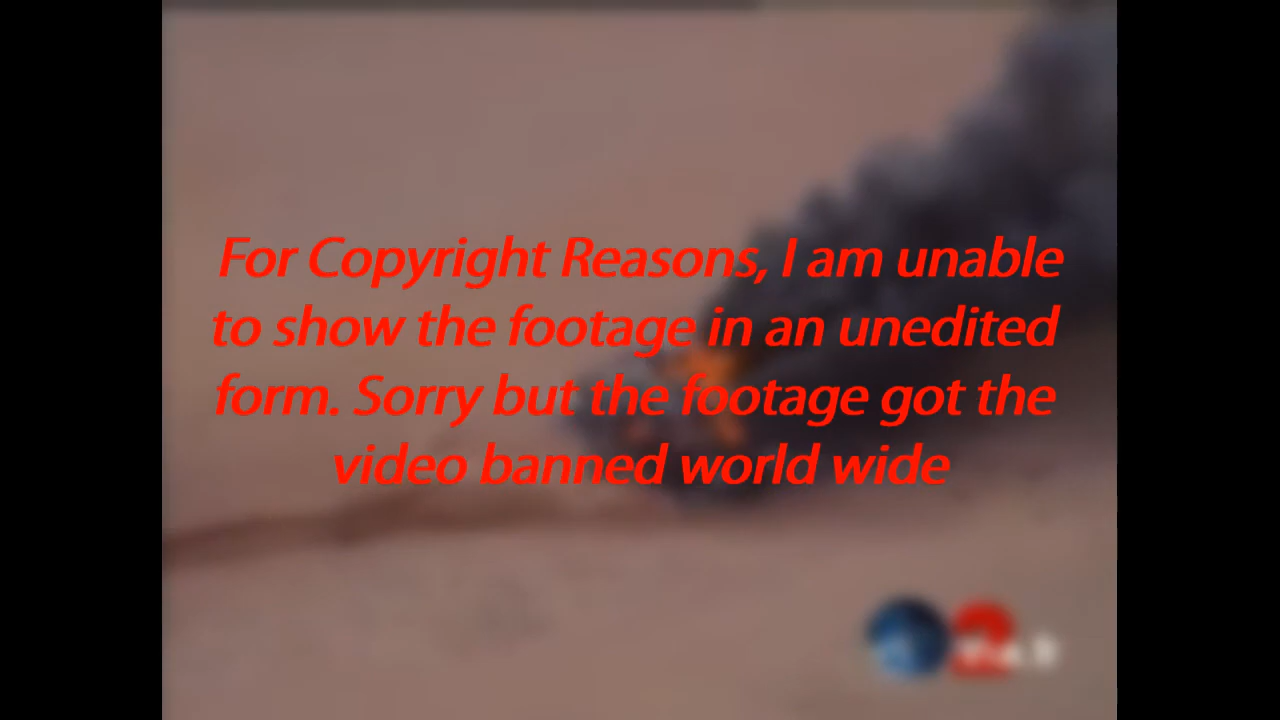 For Copyright Reasons, I am unable
to show the footage in an unedited
form. Sorry but the footage got the
video banned world wide
2